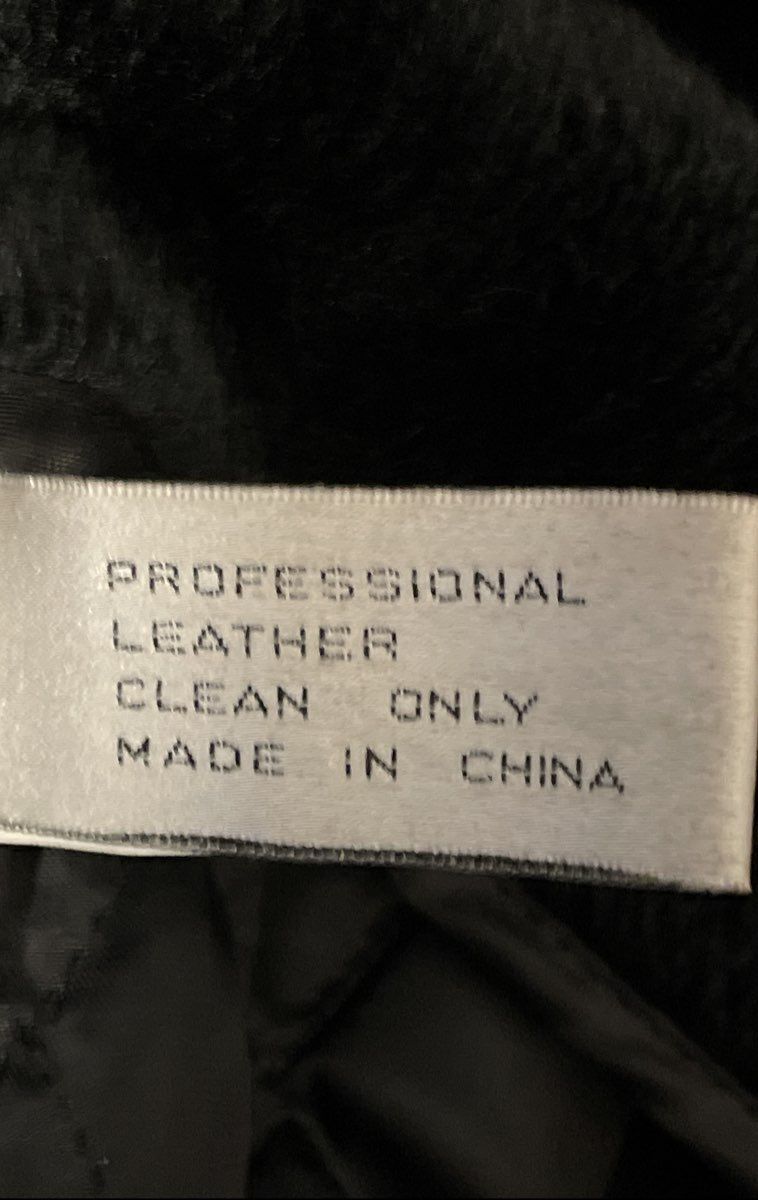 PROFESSIONAL
LEATHER
CLEAN ONLY
MADE IN CHINA